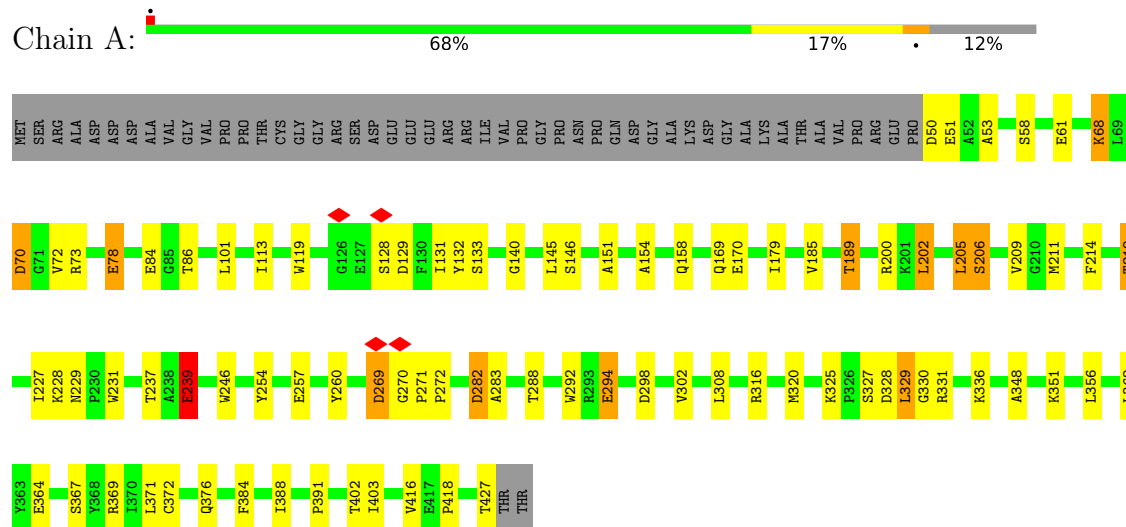 Chain A: 68% 17% • 12%
MET SER ARG ALA ASP ASP ASP ALA VAL GLY VAL PRO PRO THR CYS GLY GLY ARG SER ASP GLU GLU GLU ARG ARG ILE VAL PRO GLY PRO ASN PRO GLN ASP GLY ALA LYS ASP GLY ALA LYS ALA THR ALA VAL PRO ARG GLU PRO D50 E51 A52 A53 S58 E61 K68 L69
D70 G71 V72 R73 E78 E84 G85 T86 L101 I113 W119 G126 E127 S128 D129 F130 I131 Y132 S133 G140 L145 S146 A151 A154 Q158 Q169 E170 I179 V185 T189 R200 K201 L202 L205 S206 V209 G210 M211 F214
I227 K228 N229 P230 W231 T237 A238 E239 W246 Y254 E257 Y260 D269 G270 P271 P272 D282 A283 T288 W292 R293 E294 D298 V302 L308 R316 M320 K325 P326 S327 D328 L329 G330 R331 K336 A348 K351 L356
Y363 E364 S367 Y368 R369 I370 L371 C372 Q376 F384 I388 P391 T402 I403 V416 E417 P418 T427 THR THR